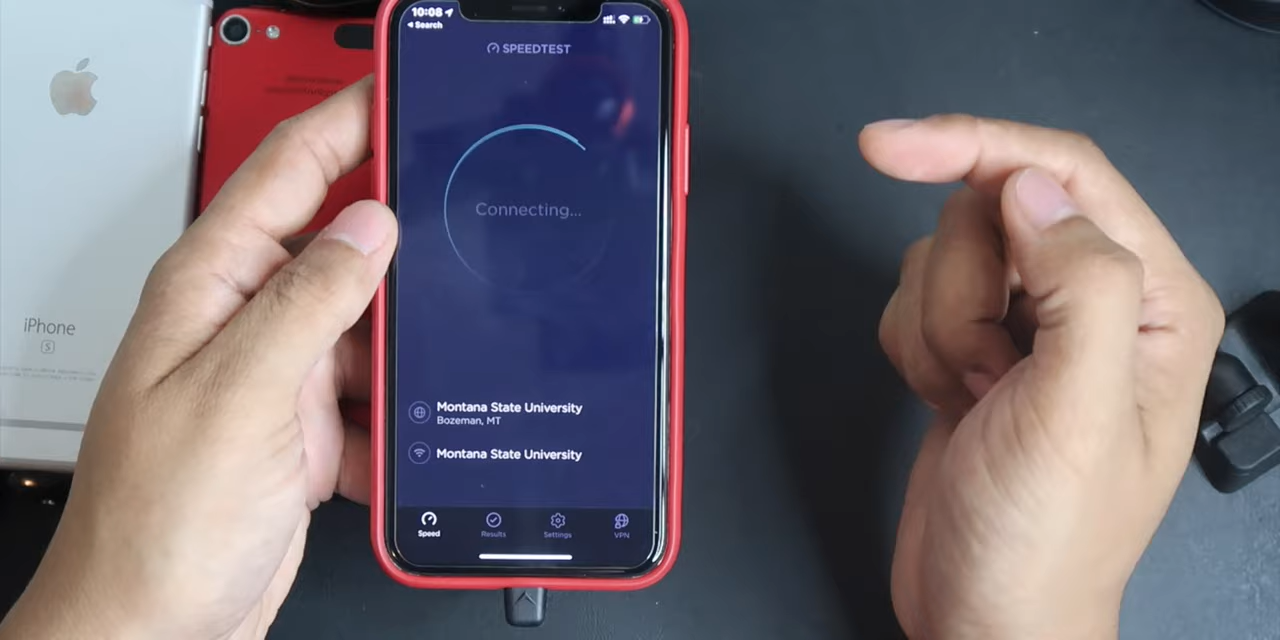 10:08
Search
SPEEDTEST
Connecting...
Montana State University
Bozeman, MT
Montana State University
Speed
Results
Settings
VPN
iPhone
S